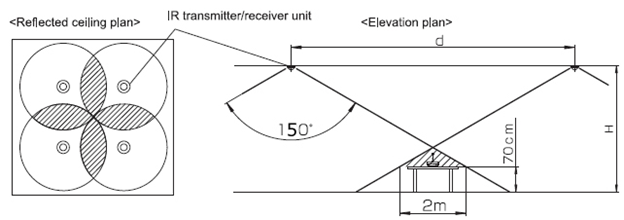 <Reflected ceiling plan>
IR transmitter/receiver unit
<Elevation plan>
d
150°
70cm
H
2m